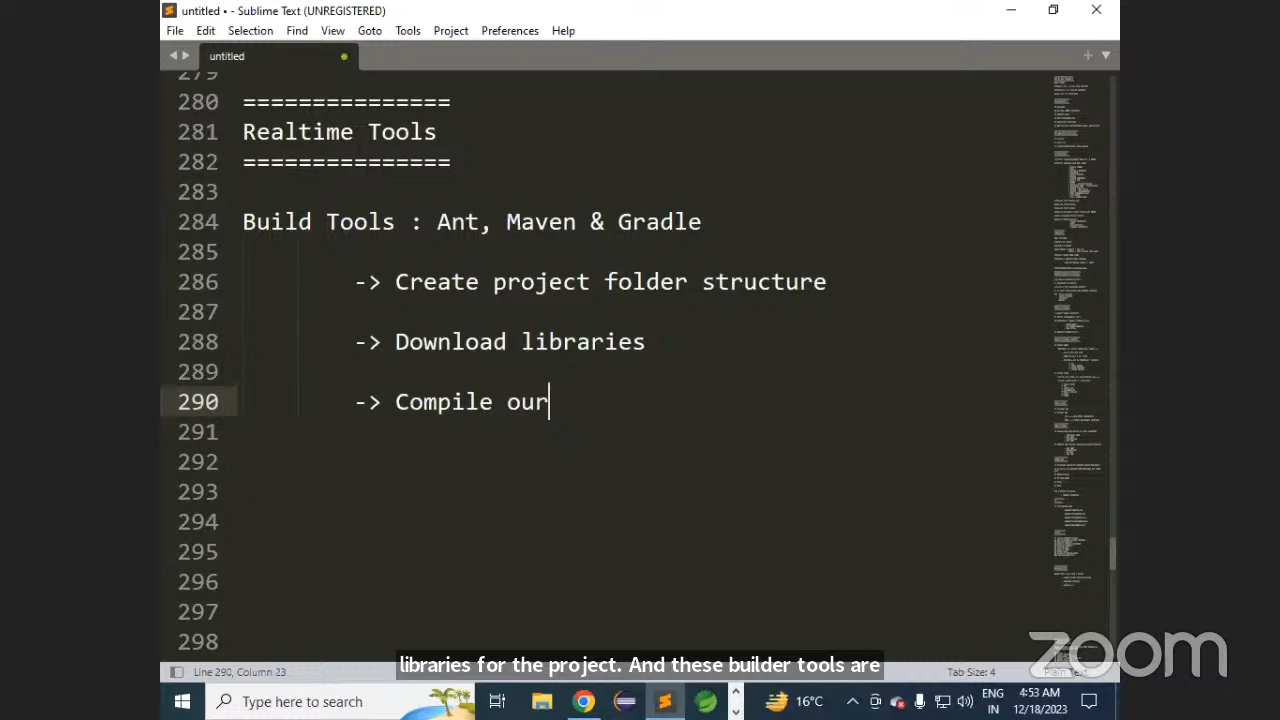 untitled • - Sublime Text (UNREGISTERED)
File Edit Selection Find View Goto Tools Project Preferences Help
untitled
279
280 ===============
281 Realtime Tools
282 ===============
283
284 Build Tools : Ant, Maven & Gradle
285
286 -> Create project folder structure
287
288 -> Download libraries
289
290 -> Compile our
291
292
293
294
295
296
297
298
libraries for the project. And these builder tools are
zoom
Line 290, Column 23 Tab Size: 4 Plain Text
Type here to search 16°C ENG IN 4:53 AM 12/18/2023